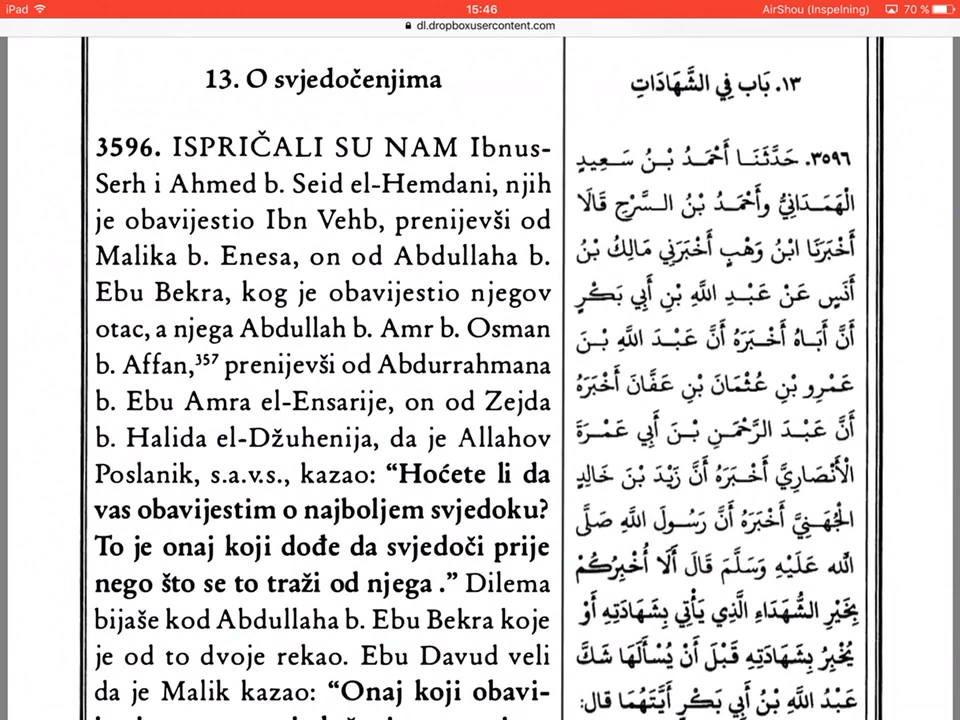 iPad 15:46 AirShou (Inspelning) 70 %
dl.dropboxusercontent.com
13. O svjedočenjima
3596. ISPRIČALI SU NAM Ibnus-
Serh i Ahmed b. Seid el-Hemdani, njih
je obavijestio Ibn Vehb, prenijevši od
Malika b. Enesa, on od Abdullaha b.
Ebu Bekra, kog je obavijestio njegov
otac, a njega Abdullah b. Amr b. Osman
b. Affan,³⁵⁷ prenijevši od Abdurrahmana
b. Ebu Amra el-Ensarije, on od Zejda
b. Halida el-Džuhenija, da je Allahov
Poslanik, s.a.v.s., kazao: “Hoćete li da
vas obavijestim o najboljem svjedoku?
To je onaj koji dođe da svjedoči prije
nego što se to traži od njega .” Dilema
bijaše kod Abdullaha b. Ebu Bekra koje
je od to dvoje rekao. Ebu Davud veli
da je Malik kazao: “Onaj koji obavi-
١٣. بَاب فِي الشَّهَادَاتِ
٣٥٩٦. حَدَّثَنَا أَحْمَدُ بْنُ سَعِيدٍ
الْهَمَدَانِيُّ وأَحْمَدُ بْنُ السَّرْحِ قَالَا
أَخْبَرَنَا ابْنُ وَهْبٍ أَخْبَرَنِي مَالِكُ بْنُ
أَنَسٍ عَنْ عَبْدِ اللَّهِ بْنِ أَبِي بَكْرٍ
أَنَّ أَبَاهُ أَخْبَرَهُ أَنَّ عَبْدَ اللَّهِ بْنَ
عَمْرِو بْنِ عُثْمَانَ بْنِ عَفَّانَ أَخْبَرَهُ
أَنَّ عَبْدَ الرَّحْمَنِ بْنَ أَبِي عَمْرَةَ
الْأَنْصَارِيَّ أَخْبَرَهُ أَنَّ زَيْدَ بْنَ خَالِدٍ
الْجُهَنِيَّ أَخْبَرَهُ أَنَّ رَسُولَ اللَّهِ صَلَّى
اللَّه عَلَيْهِ وَسَلَّمَ قَالَ أَلَا أُخْبِرُكُمْ
بِخَيْرِ الشُّهَدَاءِ الَّذِي يَأْتِي بِشَهَادَتِهِ أَوْ
يُخْبِرُ بِشَهَادَتِهِ قَبْلَ أَنْ يُسْأَلَهَا شَكَّ
عَبْدُ اللَّهِ بْنُ أَبِي بَكْرٍ أَيَّتَهُمَا قال: